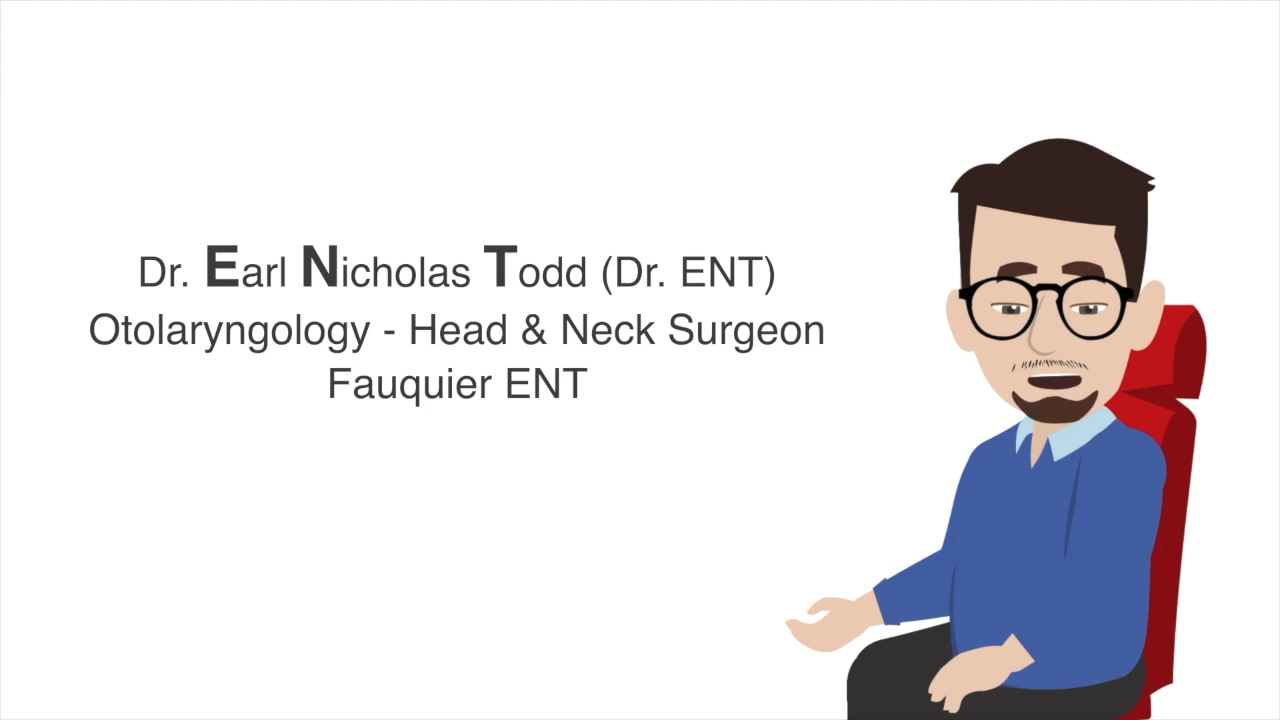 Dr. Earl Nicholas Todd (Dr. ENT)
Otolaryngology - Head & Neck Surgeon
Fauquier ENT